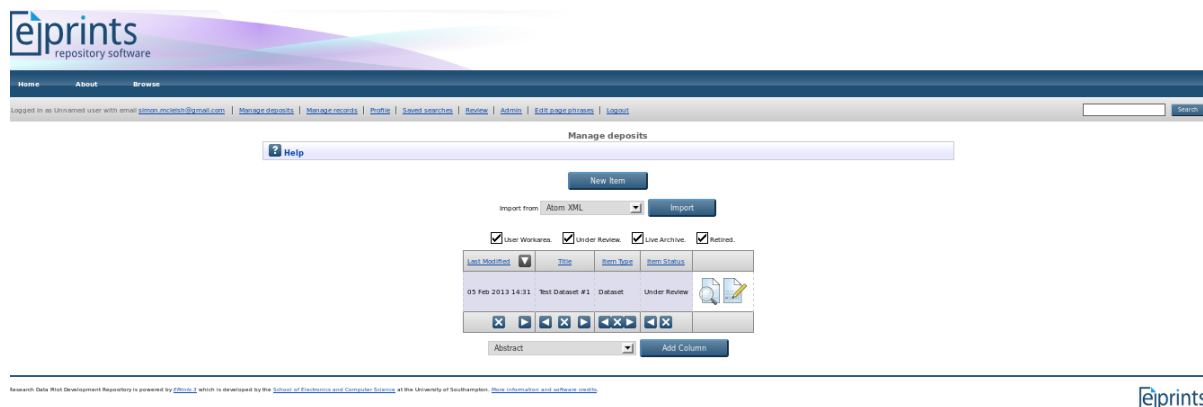 eprints
repository software
Home About Browse
Logged in as Unnamed user with email simon.mcleish@gmail.com | Manage deposits | Manage records | Profile | Saved searches | Review | Admin | Edit page phrases | Logout Search
Manage deposits
? Help
New Item
Import from Atom XML Import
User Workarea. Under Review. Live Archive. Retired.
Last Modified Title Item Type Item Status
05 Feb 2013 14:31 Test Dataset #1 Dataset Under Review
Abstract Add Column
Research Data Pilot Development Repository is powered by EPrints 3 which is developed by the School of Electronics and Computer Science at the University of Southampton. More information and software credits.
eprints